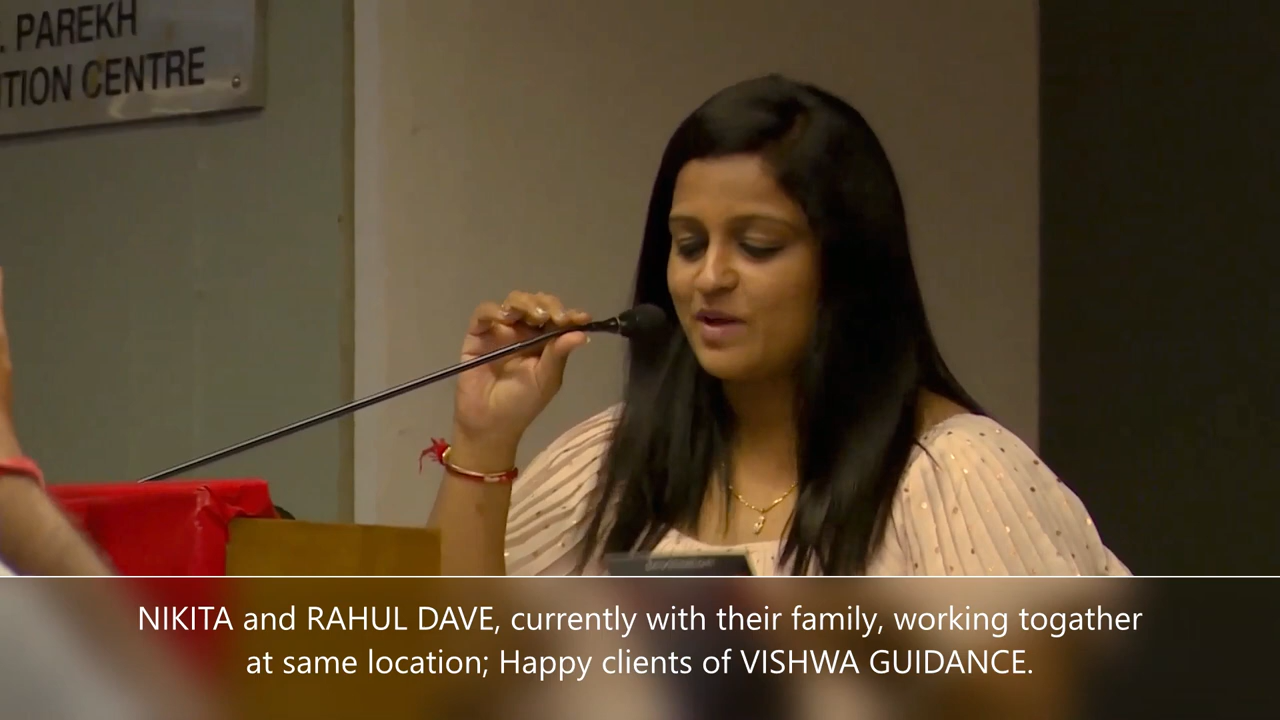 . PAREKH
TION CENTRE
NIKITA and RAHUL DAVE, currently with their family, working togather
at same location; Happy clients of VISHWA GUIDANCE.